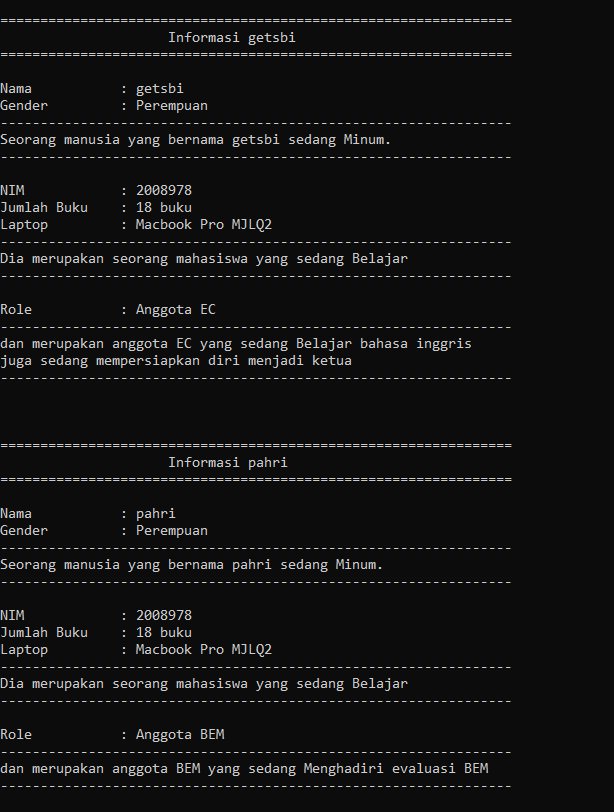 ================================================================
                     Informasi getsbi
================================================================
Nama           : getsbi
Gender         : Perempuan
----------------------------------------------------------------
Seorang manusia yang bernama getsbi sedang Minum.
----------------------------------------------------------------
NIM            : 2008978
Jumlah Buku    : 18 buku
Laptop         : Macbook Pro MJLQ2
----------------------------------------------------------------
Dia merupakan seorang mahasiswa yang sedang Belajar
----------------------------------------------------------------
Role           : Anggota EC
----------------------------------------------------------------
dan merupakan anggota EC yang sedang Belajar bahasa inggris
juga sedang mempersiapkan diri menjadi ketua
----------------------------------------------------------------
================================================================
                     Informasi pahri
================================================================
Nama           : pahri
Gender         : Perempuan
----------------------------------------------------------------
Seorang manusia yang bernama pahri sedang Minum.
----------------------------------------------------------------
NIM            : 2008978
Jumlah Buku    : 18 buku
Laptop         : Macbook Pro MJLQ2
----------------------------------------------------------------
Dia merupakan seorang mahasiswa yang sedang Belajar
----------------------------------------------------------------
Role           : Anggota BEM
----------------------------------------------------------------
dan merupakan anggota BEM yang sedang Menghadiri evaluasi BEM
----------------------------------------------------------------